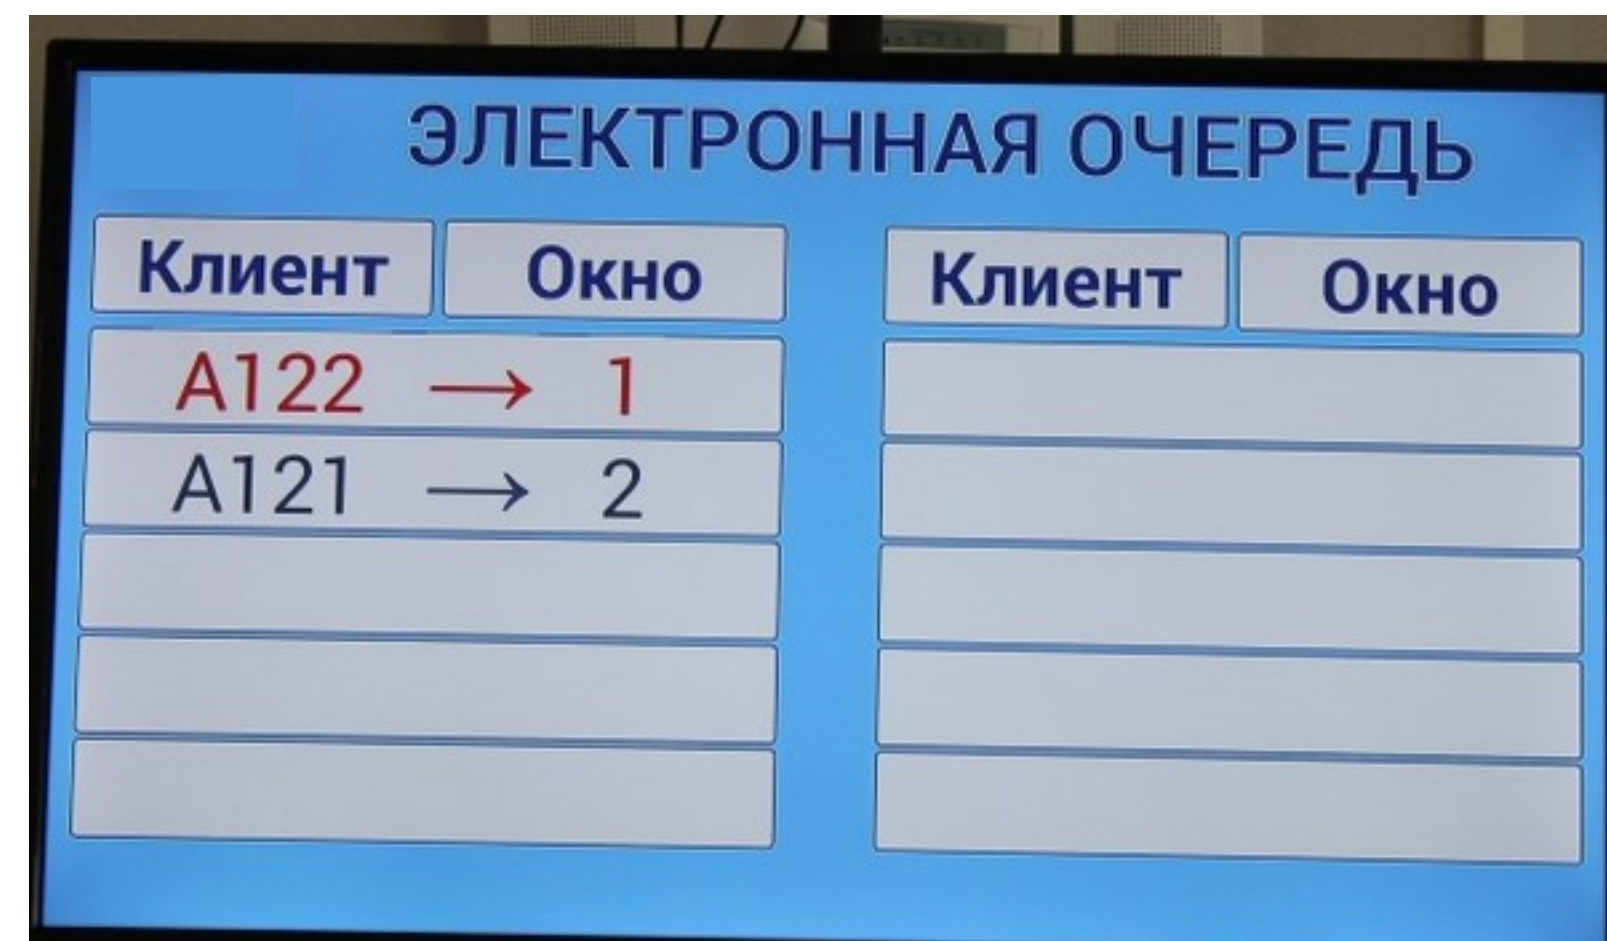 ЭЛЕКТРОННАЯ ОЧЕРЕДЬ
Клиент Окно Клиент Окно
А122 → 1
А121 → 2